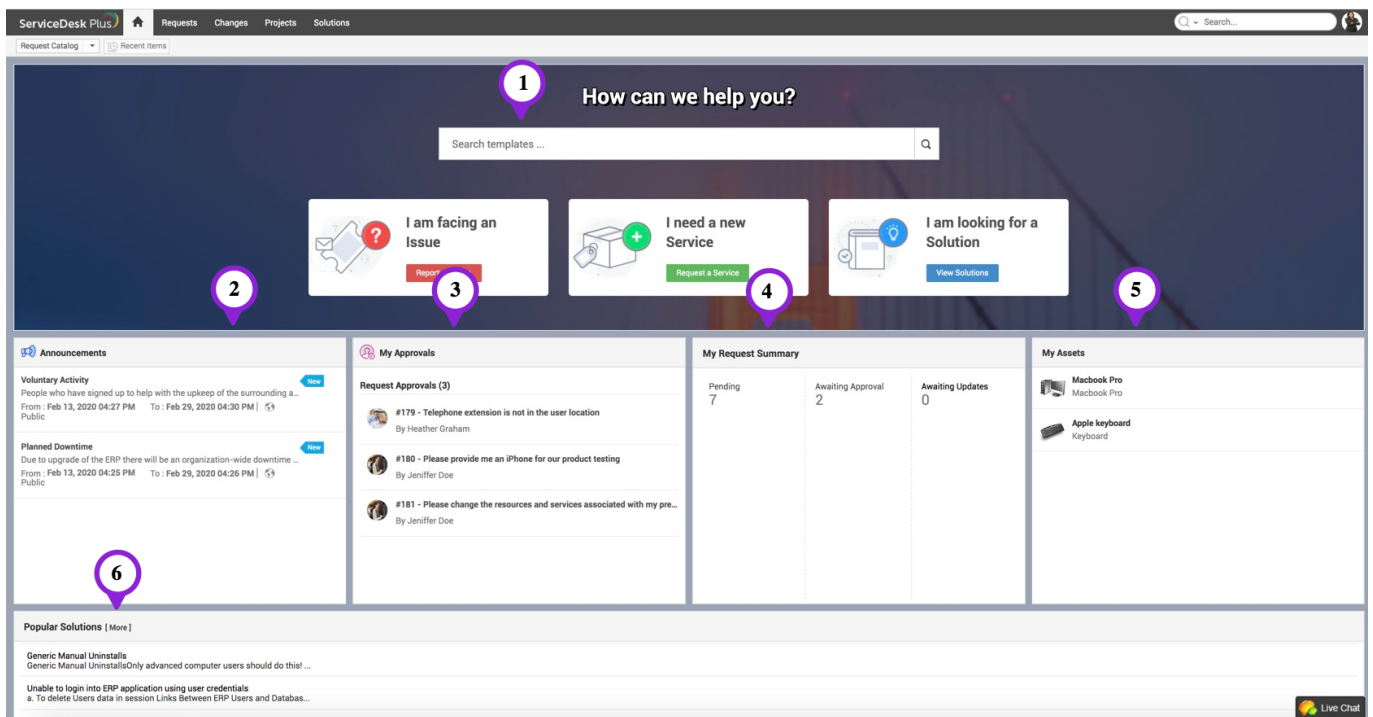 ServiceDesk Plus
Requests Changes Projects Solutions
Search...
Request Catalog
Recent Items
1
How can we help you?
Search templates ...
I am facing an
Issue
Report
I need a new
Service
Request a Service
I am looking for a
Solution
View Solutions
2
3
4
5
Announcements
Voluntary Activity
New
People who have signed up to help with the upkeep of the surrounding a...
From : Feb 13, 2020 04:27 PM To : Feb 29, 2020 04:30 PM |
Public
Planned Downtime
New
Due to upgrade of the ERP there will be an organization-wide downtime ...
From : Feb 13, 2020 04:25 PM To : Feb 29, 2020 04:26 PM |
Public
My Approvals
Request Approvals (3)
#179 - Telephone extension is not in the user location
By Heather Graham
#180 - Please provide me an iPhone for our product testing
By Jeniffer Doe
#181 - Please change the resources and services associated with my pre...
By Jeniffer Doe
My Request Summary
Pending
7
Awaiting Approval
2
Awaiting Updates
0
My Assets
Macbook Pro
Macbook Pro
Apple keyboard
Keyboard
6
Popular Solutions [ More ]
Generic Manual Uninstalls
Generic Manual UninstallsOnly advanced computer users should do this! ...
Unable to login into ERP application using user credentials
a. To delete Users data in session Links Between ERP Users and Databas...
Live Chat